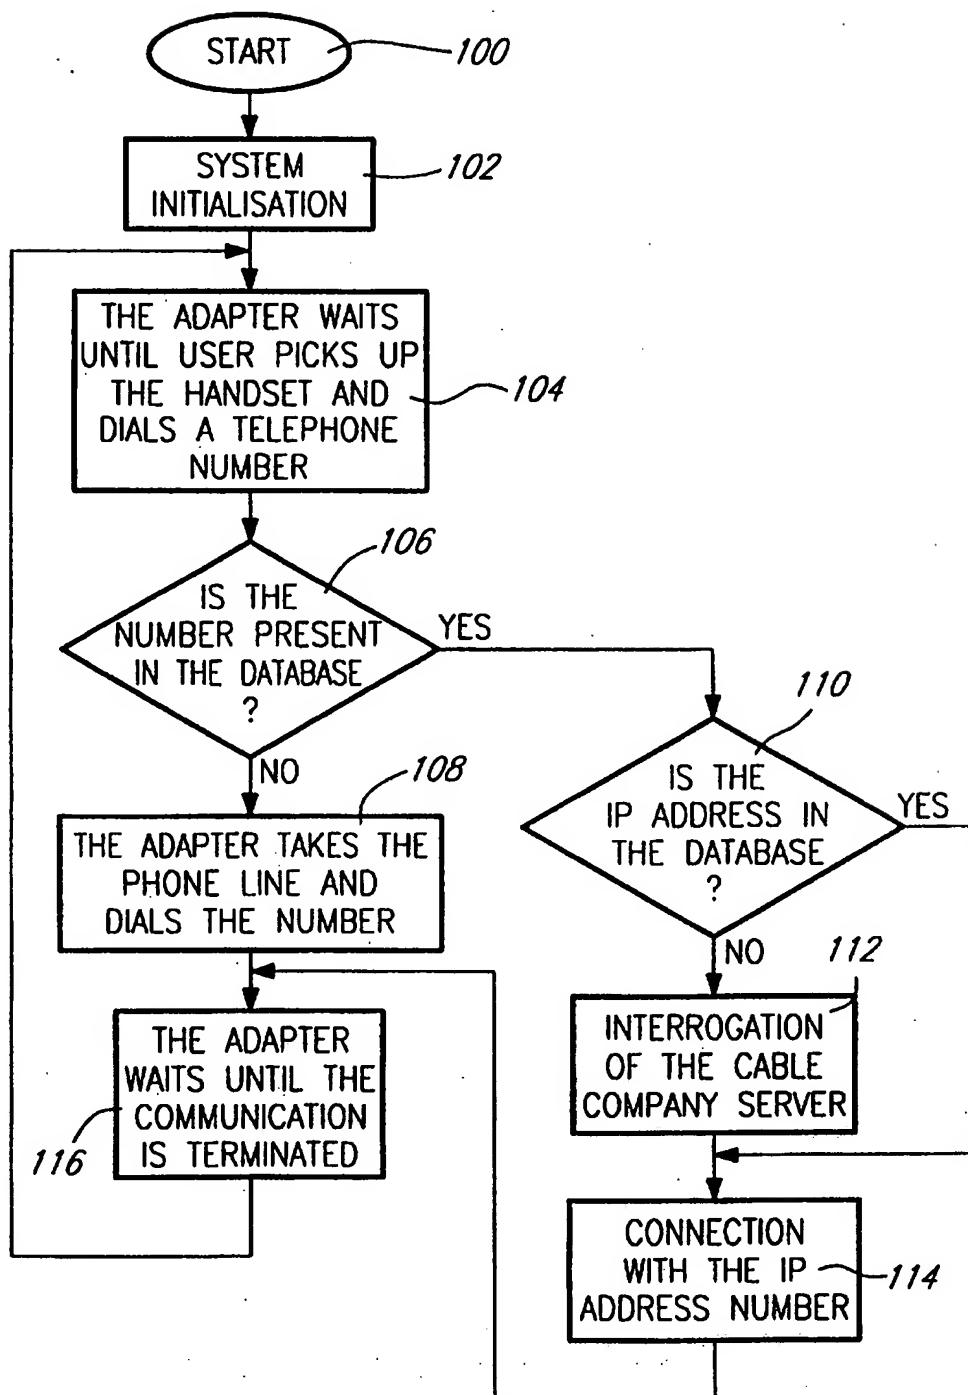 START
100
SYSTEM
INITIALISATION
102
THE ADAPTER WAITS
UNTIL USER PICKS UP
THE HANDSET AND
DIALS A TELEPHONE
NUMBER
104
106
IS THE
NUMBER PRESENT
IN THE DATABASE
?
YES
NO
108
THE ADAPTER TAKES THE
PHONE LINE AND
DIALS THE NUMBER
110
IS THE
IP ADDRESS IN
THE DATABASE
?
YES
NO
112
INTERROGATION
OF THE CABLE
COMPANY SERVER
THE ADAPTER
WAITS UNTIL THE
COMMUNICATION
IS TERMINATED
116
CONNECTION
WITH THE IP
ADDRESS NUMBER
114